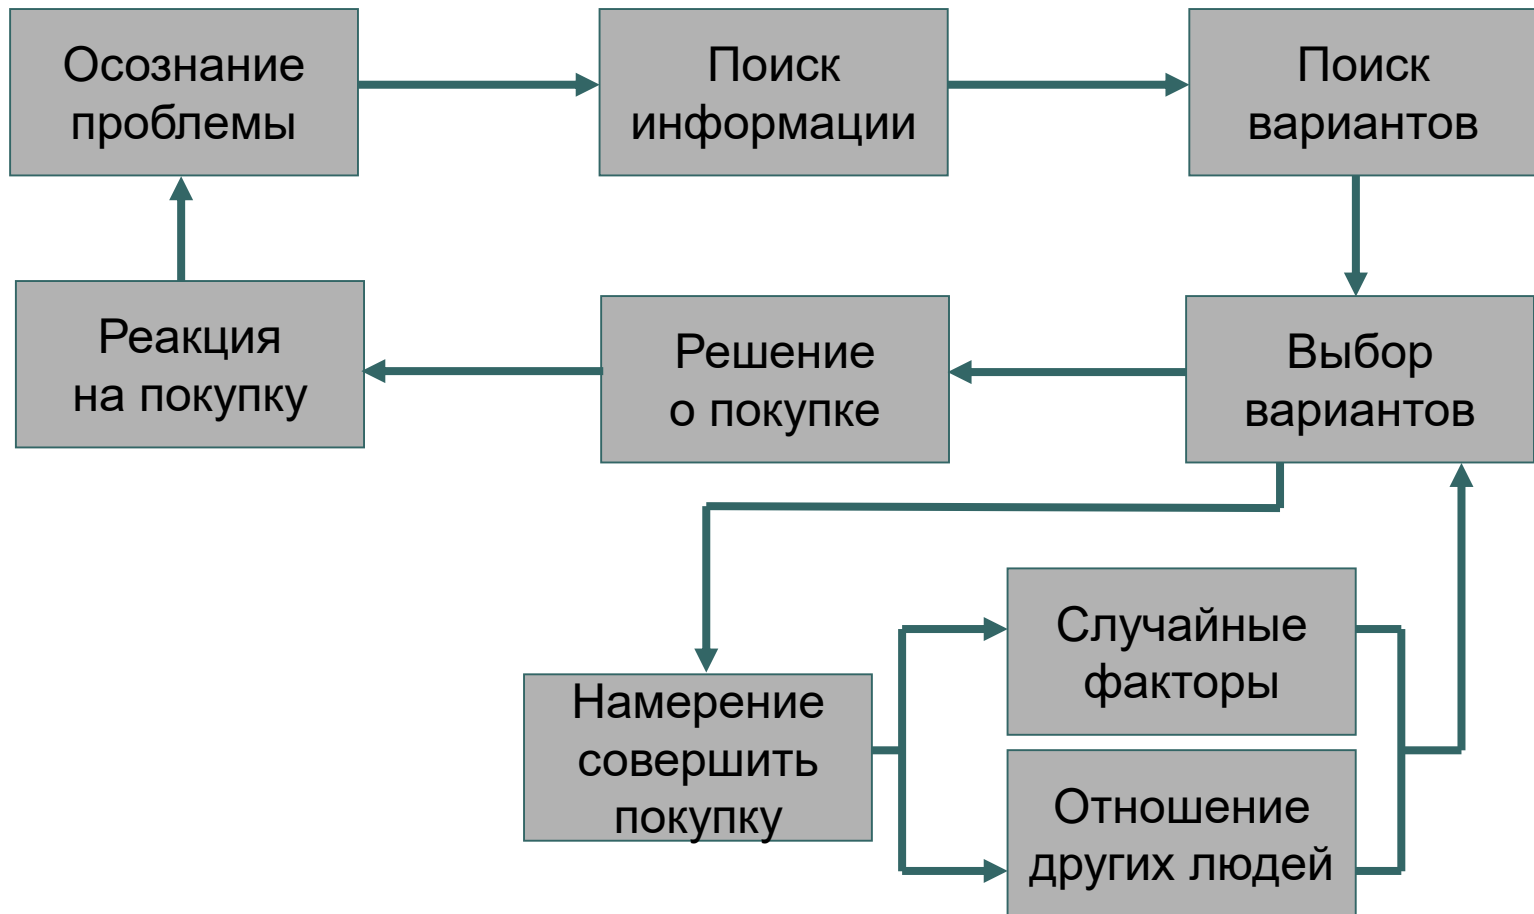 Осознание
проблемы
Поиск
информации
Поиск
вариантов
Реакция
на покупку
Решение
о покупке
Выбор
вариантов
Случайные
факторы
Намерение
совершить
покупку
Отношение
других людей